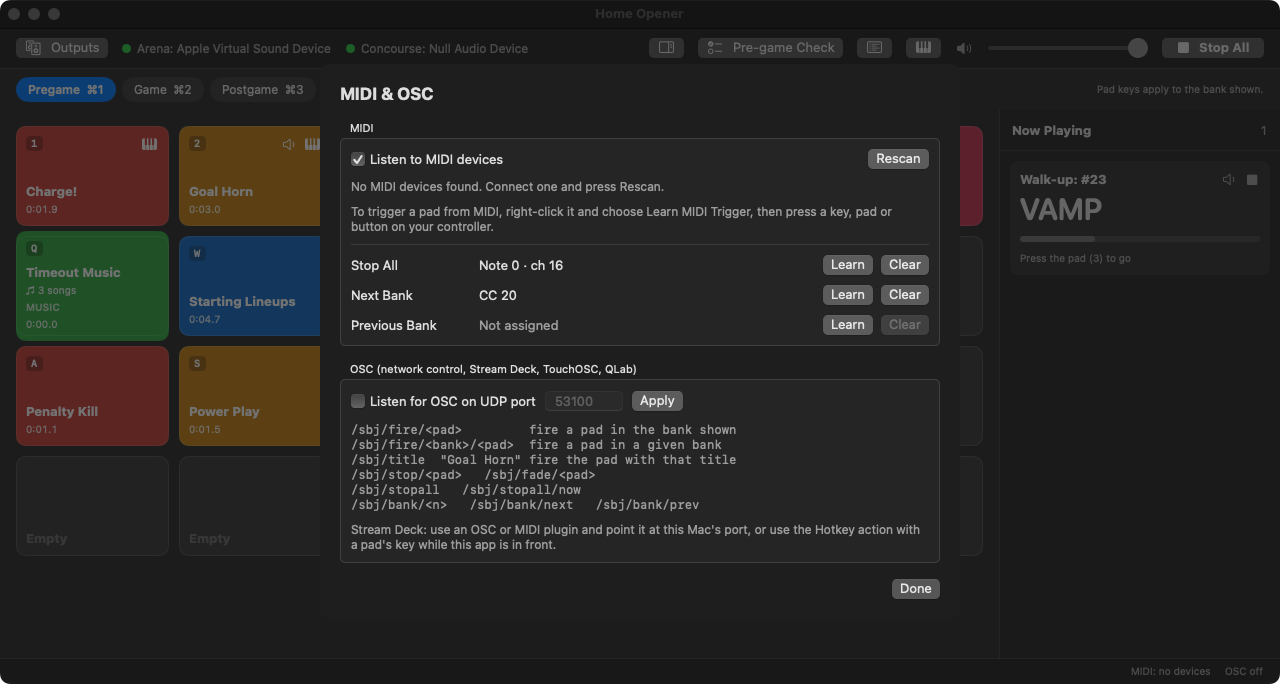 Home Opener
Outputs
Arena: Apple Virtual Sound Device
Concourse: Null Audio Device
Pre-game Check
Stop All
Pregame ⌘1
Game ⌘2
Postgame ⌘3
Pad keys apply to the bank shown.
1
Charge!
0:01.9
2
Goal Horn
0:03.0
Q
Timeout Music
3 songs
MUSIC
0:00.0
W
Starting Lineups
0:04.7
A
Penalty Kill
0:01.1
S
Power Play
0:01.5
Empty
Empty
MIDI & OSC
MIDI
Listen to MIDI devices
Rescan
No MIDI devices found. Connect one and press Rescan.
To trigger a pad from MIDI, right-click it and choose Learn MIDI Trigger, then press a key, pad or
button on your controller.
Stop All Note 0 · ch 16 Learn Clear
Next Bank CC 20 Learn Clear
Previous Bank Not assigned Learn Clear
OSC (network control, Stream Deck, TouchOSC, QLab)
Listen for OSC on UDP port 53100 Apply
/sbj/fire/<pad> fire a pad in the bank shown
/sbj/fire/<bank>/<pad> fire a pad in a given bank
/sbj/title "Goal Horn" fire the pad with that title
/sbj/stop/<pad> /sbj/fade/<pad>
/sbj/stopall /sbj/stopall/now
/sbj/bank/<n> /sbj/bank/next /sbj/bank/prev
Stream Deck: use an OSC or MIDI plugin and point it at this Mac's port, or use the Hotkey action with
a pad's key while this app is in front.
Done
Now Playing 1
Walk-up: #23
VAMP
Press the pad (3) to go
MIDI: no devices OSC off